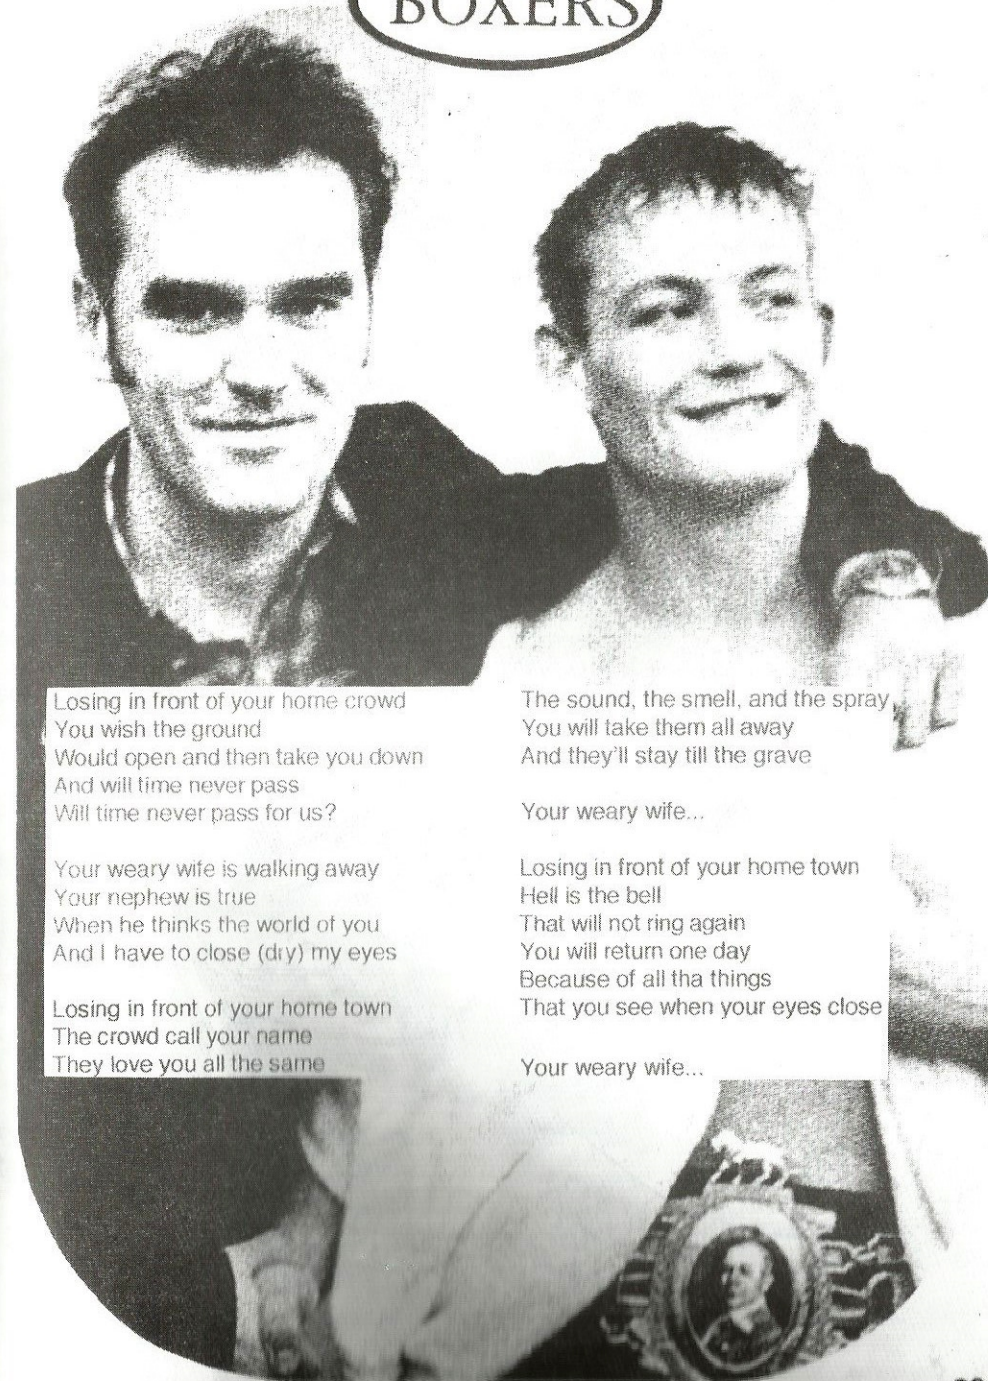 BOXERS
Losing in front of your home crowd
You wish the ground
Would open and then take you down
And will time never pass
Will time never pass for us?
Your weary wife is walking away
Your nephew is true
When he thinks the world of you
And I have to close (dry) my eyes
Losing in front of your home town
The crowd call your name
They love you all the same
The sound, the smell, and the spray
You will take them all away
And they'll stay till the grave
Your weary wife...
Losing in front of your home town
Hell is the bell
That will not ring again
You will return one day
Because of all tha things
That you see when your eyes close
Your weary wife...